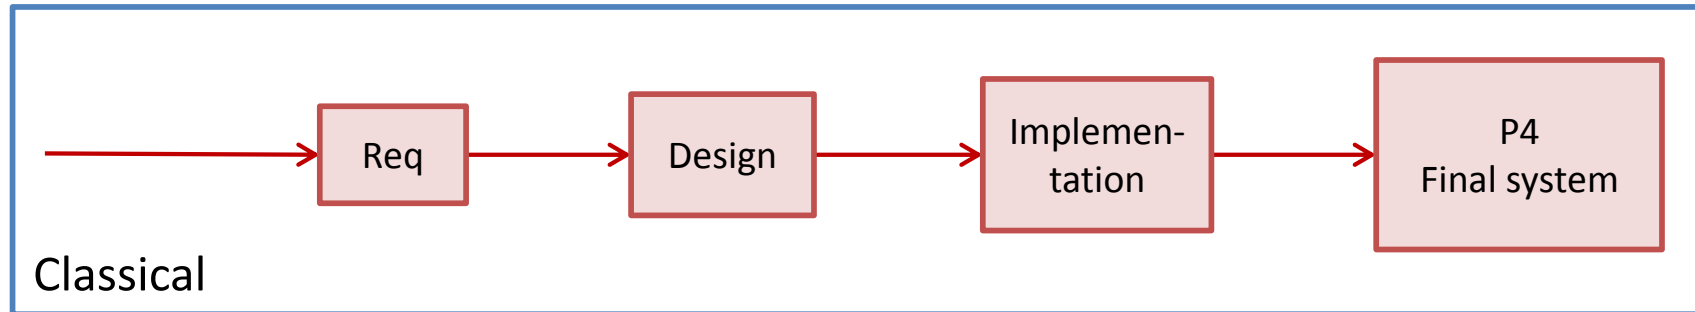 Req
Design
Implemen-
tation
P4
Final system
Classical